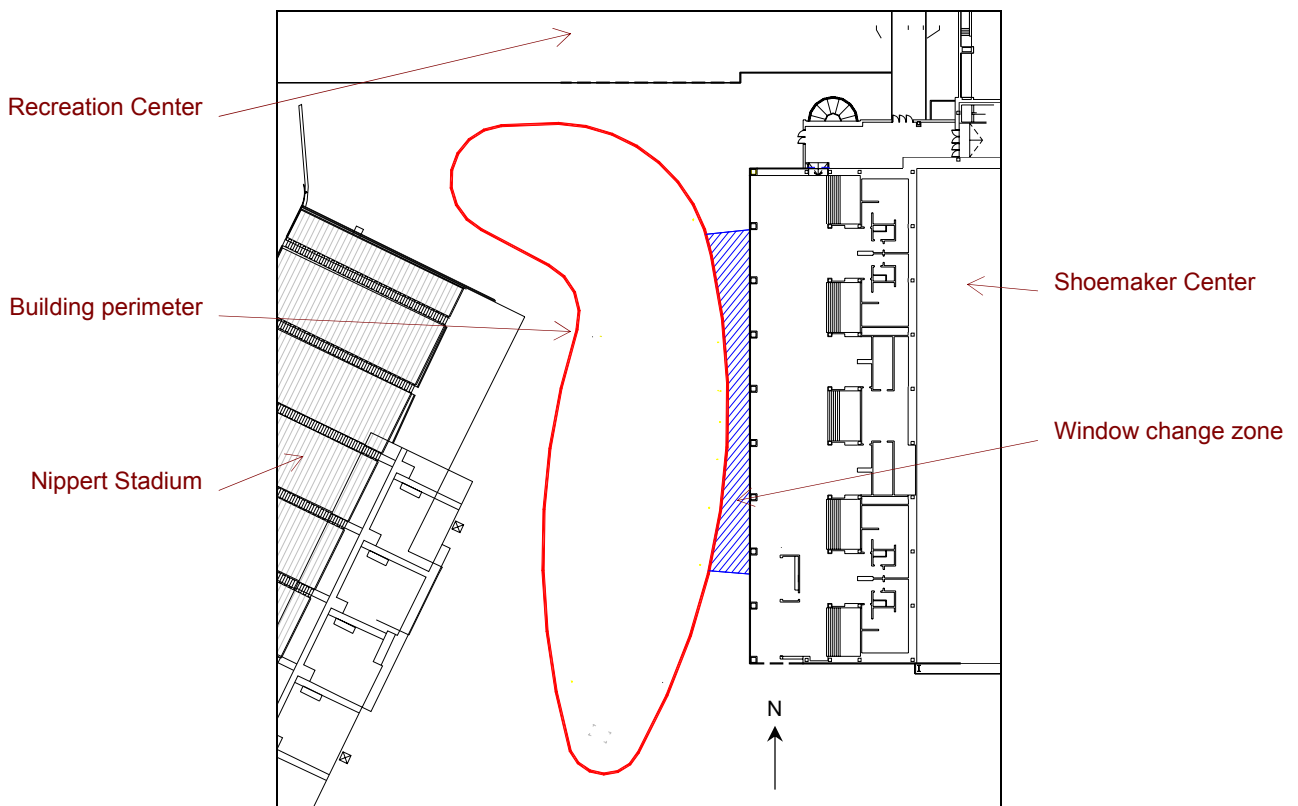 Recreation Center
Building perimeter
Shoemaker Center
Window change zone
Nippert Stadium
N